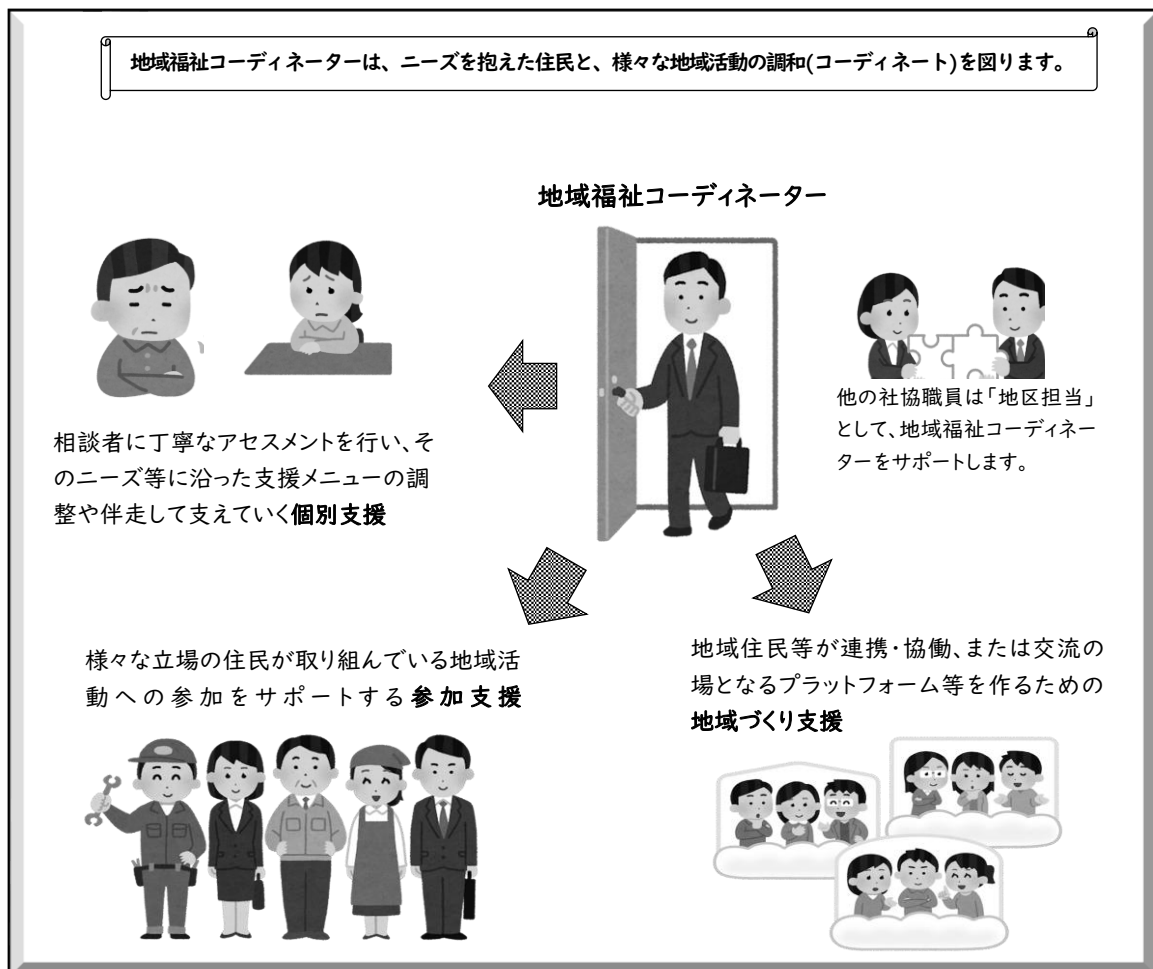 地域福祉コーディネーターは、ニーズを抱えた住民と、様々な地域活動の調和(コーディネート)を図ります。
地域福祉コーディネーター
他の社協職員は「地区担当」
として、地域福祉コーディネー
ターをサポートします。
相談者に丁寧なアセスメントを行い、そ
のニーズ等に沿った支援メニューの調
整や伴走して支えていく個別支援
様々な立場の住民が取り組んでいる地域活
動への参加をサポートする参加支援
地域住民等が連携・協働、または交流の
場となるプラットフォーム等を作るための
地域づくり支援